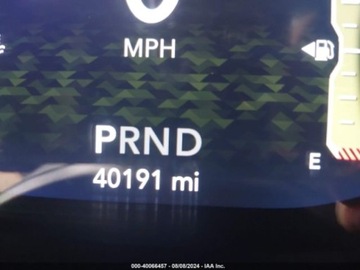 MPH
PRND
E
40191 mi
000-40066457 - 08/08/2024 - IAA Inc.